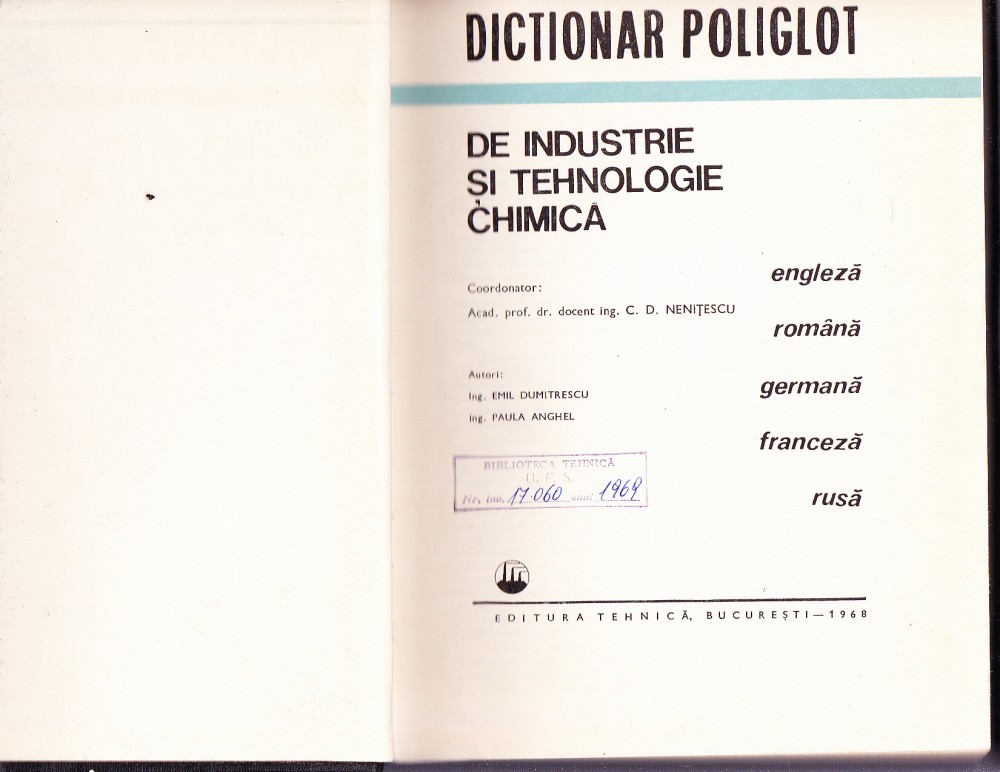 DICTIONAR POLIGLOT
DE INDUSTRIE
ȘI TEHNOLOGIE
CHIMICĂ
engleză
Coordonator:
Acad. prof. dr. docent ing. C. D. NENIȚESCU
română
Autori:
Ing. EMIL DUMITRESCU
ing. PAULA ANGHEL
germană
franceză
rusă
BIBLIOTECA TEHNICĂ
Nr. inv. 17.060 anul 1969
EDITURA TEHNICĂ, BUCUREȘTI—1968